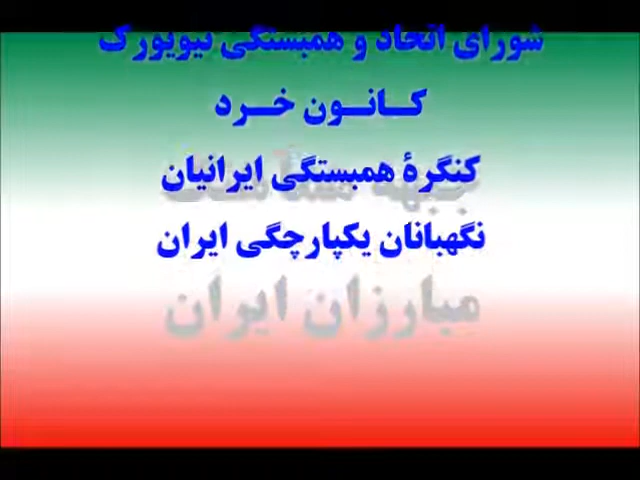 شورای اتحاد و همبستگی نیویورک
کانون خرد
کنگرهٔ همبستگی ایرانیان
نگهبانان یکپارچگی ایران
مبارزان ایران